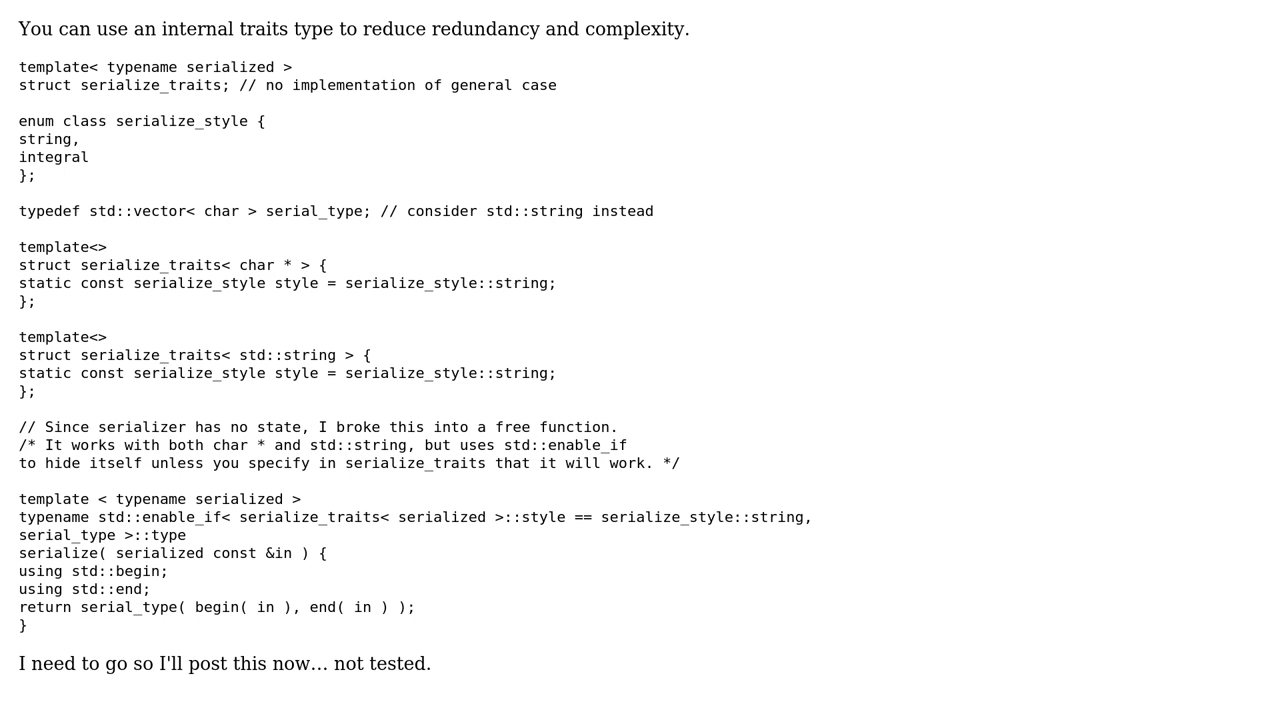 You can use an internal traits type to reduce redundancy and complexity.
template< typename serialized >
struct serialize_traits; // no implementation of general case
enum class serialize_style {
string,
integral
};
typedef std::vector< char > serial_type; // consider std::string instead
template<>
struct serialize_traits< char * > {
static const serialize_style style = serialize_style::string;
};
template<>
struct serialize_traits< std::string > {
static const serialize_style style = serialize_style::string;
};
// Since serializer has no state, I broke this into a free function.
/* It works with both char * and std::string, but uses std::enable_if
to hide itself unless you specify in serialize_traits that it will work. */
template < typename serialized >
typename std::enable_if< serialize_traits< serialized >::style == serialize_style::string,
serial_type >::type
serialize( serialized const &in ) {
using std::begin;
using std::end;
return serial_type( begin( in ), end( in ) );
}
I need to go so I'll post this now… not tested.